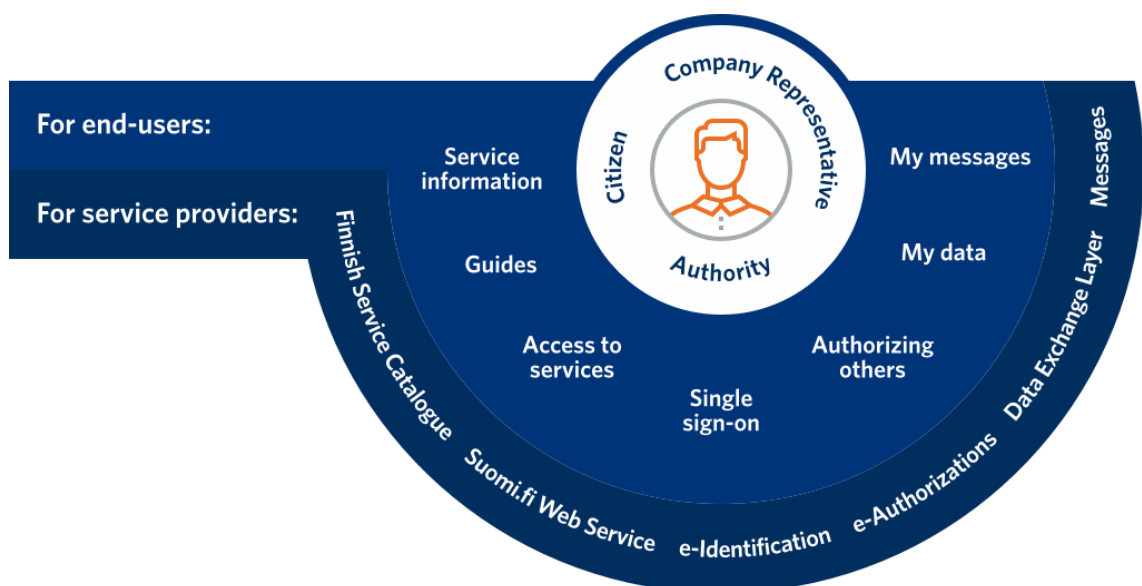 For end-users:
For service providers:
Citizen
Company Representative
Authority
Service
information
Guides
Access to
services
Single
sign-on
Authorizing
others
My data
My messages
Finnish Service Catalogue
Suomi.fi Web Service
e-Identification
e-Authorizations
Data Exchange Layer
Messages